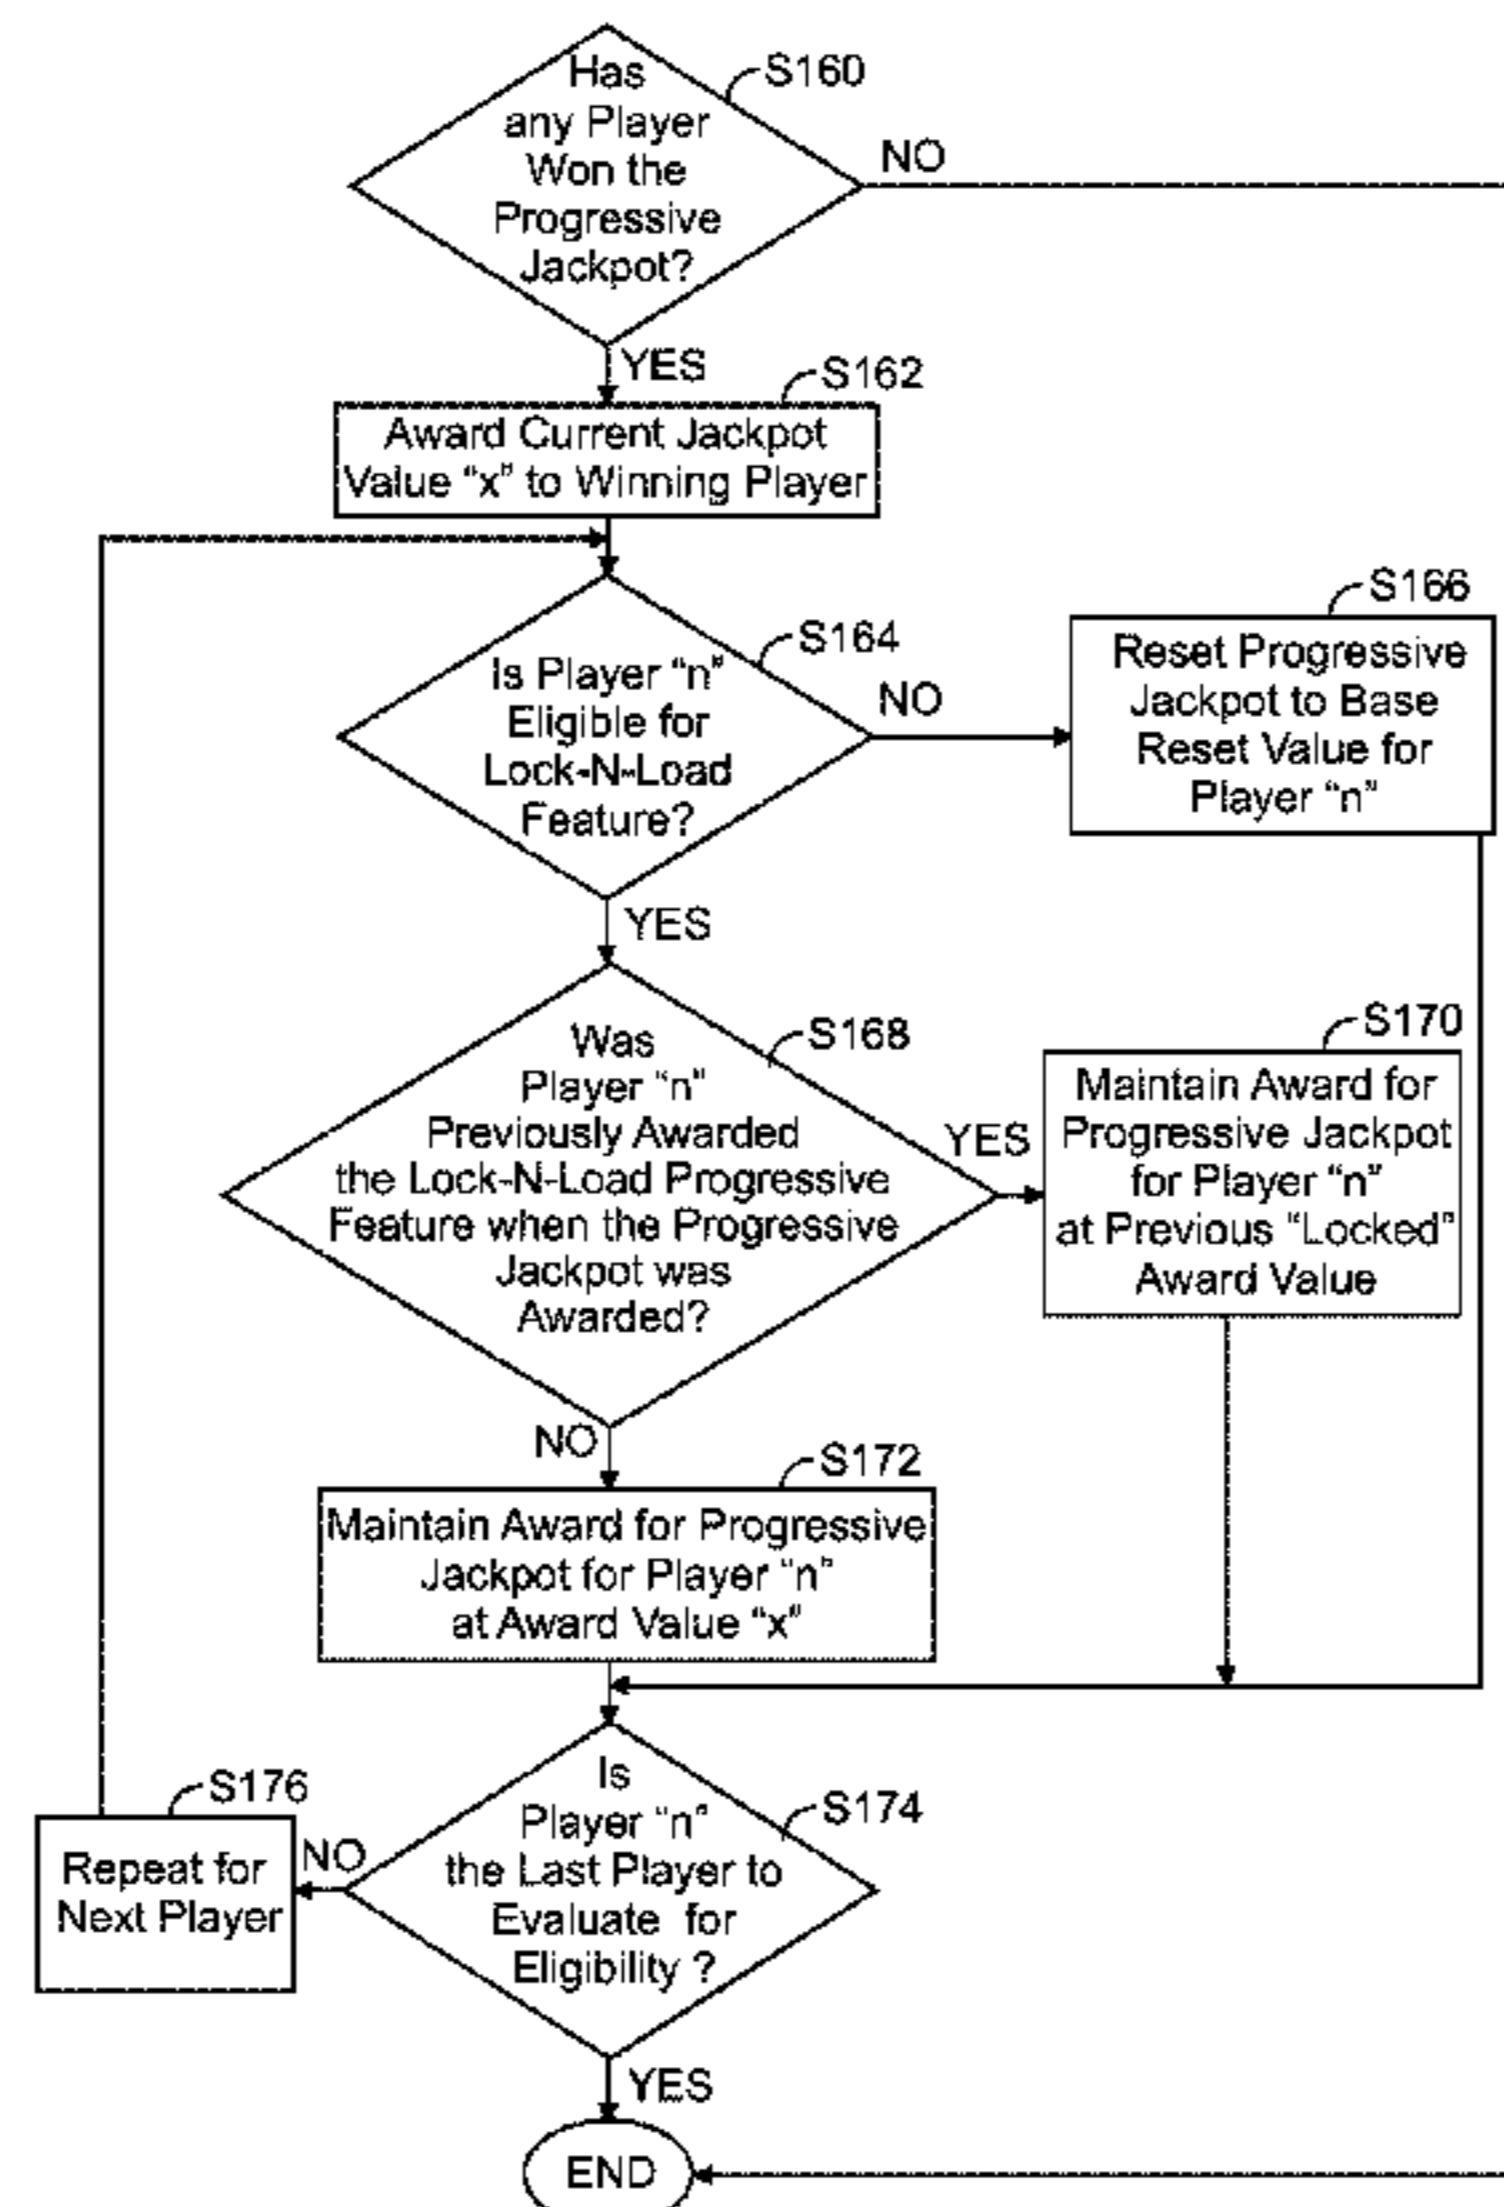 Has
any Player
Won the
Progressive
Jackpot?
S160
NO
YES
S162
Award Current Jackpot
Value “x” to Winning Player
Is Player “n”
Eligible for
Lock-N-Load
Feature?
S164
NO
S166
Reset Progressive
Jackpot to Base
Reset Value for
Player “n”
YES
Was
Player “n”
Previously Awarded
the Lock-N-Load Progressive
Feature when the Progressive
Jackpot was
Awarded?
S168
YES
S170
Maintain Award for
Progressive Jackpot
for Player “n”
at Previous “Locked”
Award Value
NO
S172
Maintain Award for Progressive
Jackpot for Player “n”
at Award Value “x”
Is
Player “n”
the Last Player to
Evaluate for
Eligibility ?
S174
NO
S176
Repeat for
Next Player
YES
END